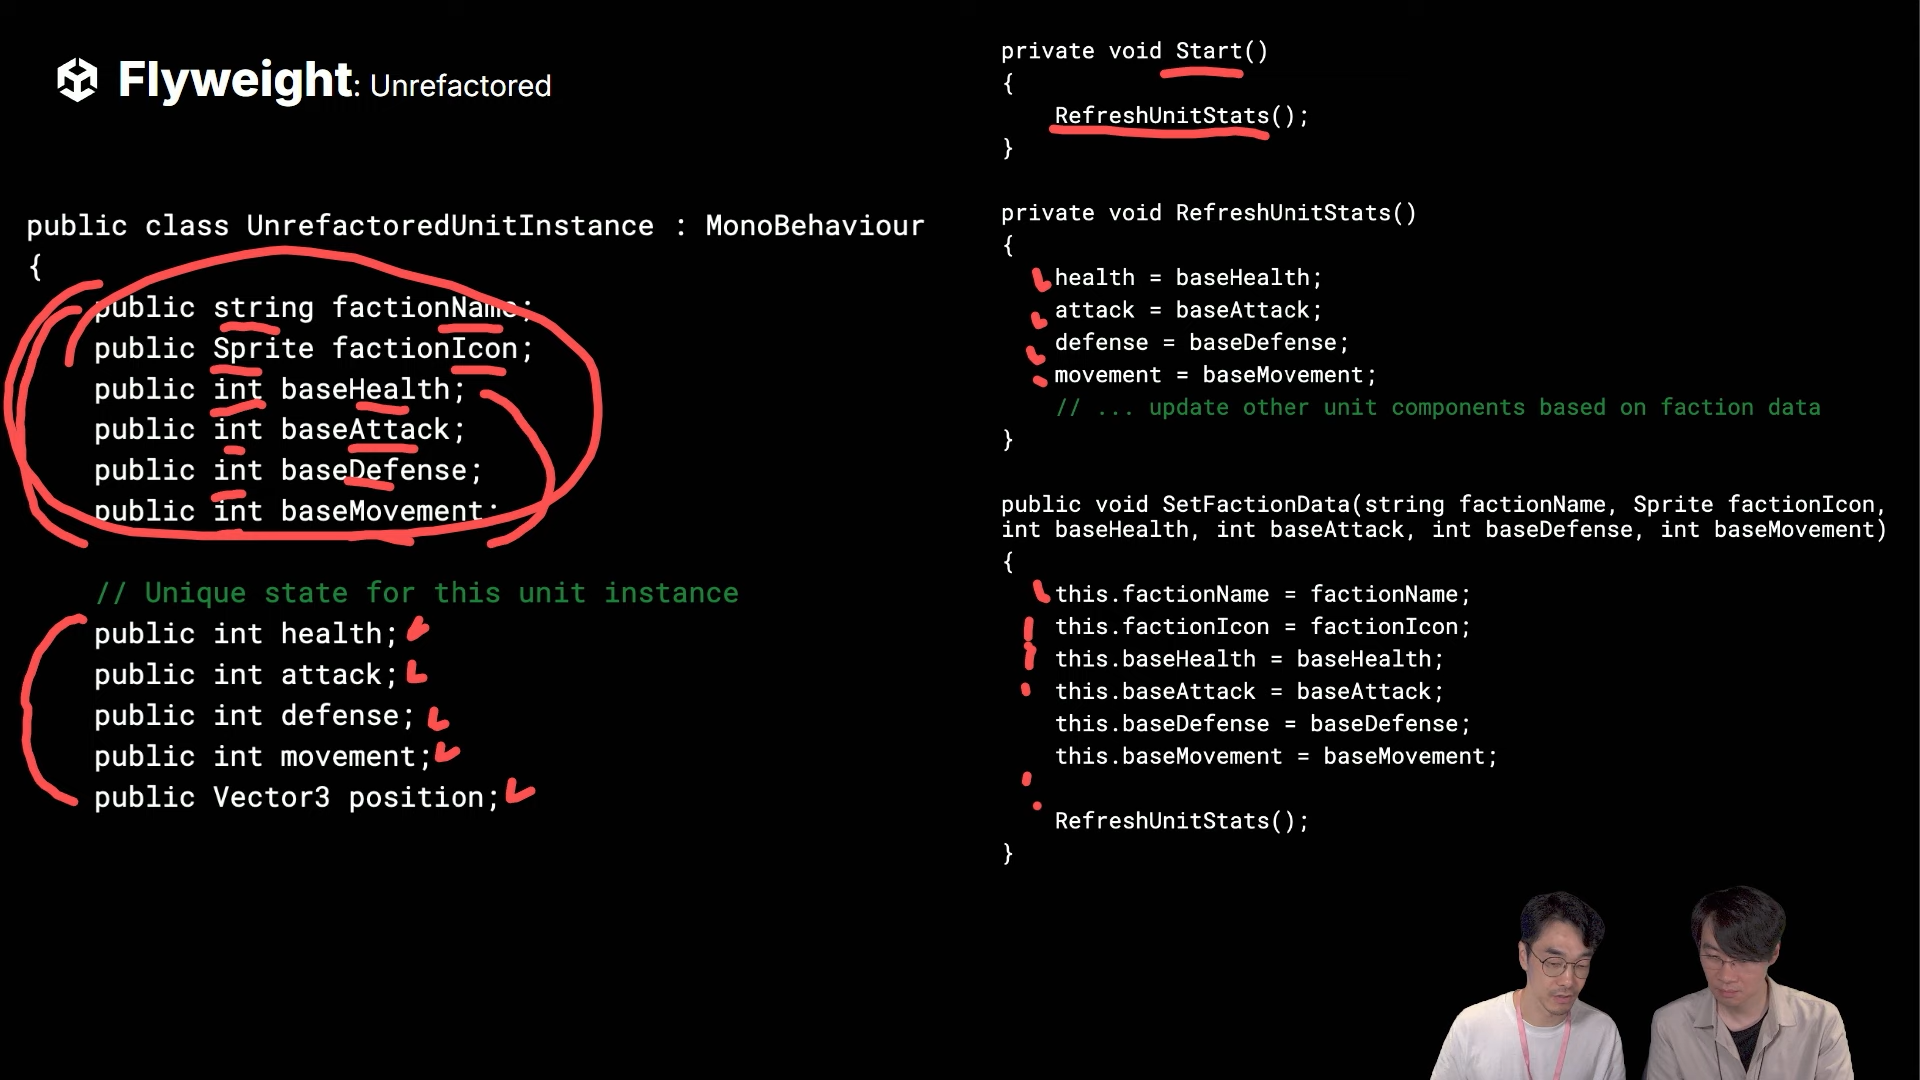 Flyweight: Unrefactored
public class UnrefactoredUnitInstance : MonoBehaviour
{
public string factionName;
public Sprite factionIcon;
public int baseHealth;
public int baseAttack;
public int baseDefense;
public int baseMovement;
// Unique state for this unit instance
public int health;
public int attack;
public int defense;
public int movement;
public Vector3 position;
private void Start()
{
RefreshUnitStats();
}
private void RefreshUnitStats()
{
health = baseHealth;
attack = baseAttack;
defense = baseDefense;
movement = baseMovement;
// ... update other unit components based on faction data
}
public void SetFactionData(string factionName, Sprite factionIcon,
int baseHealth, int baseAttack, int baseDefense, int baseMovement)
{
this.factionName = factionName;
this.factionIcon = factionIcon;
this.baseHealth = baseHealth;
this.baseAttack = baseAttack;
this.baseDefense = baseDefense;
this.baseMovement = baseMovement;
RefreshUnitStats();
}